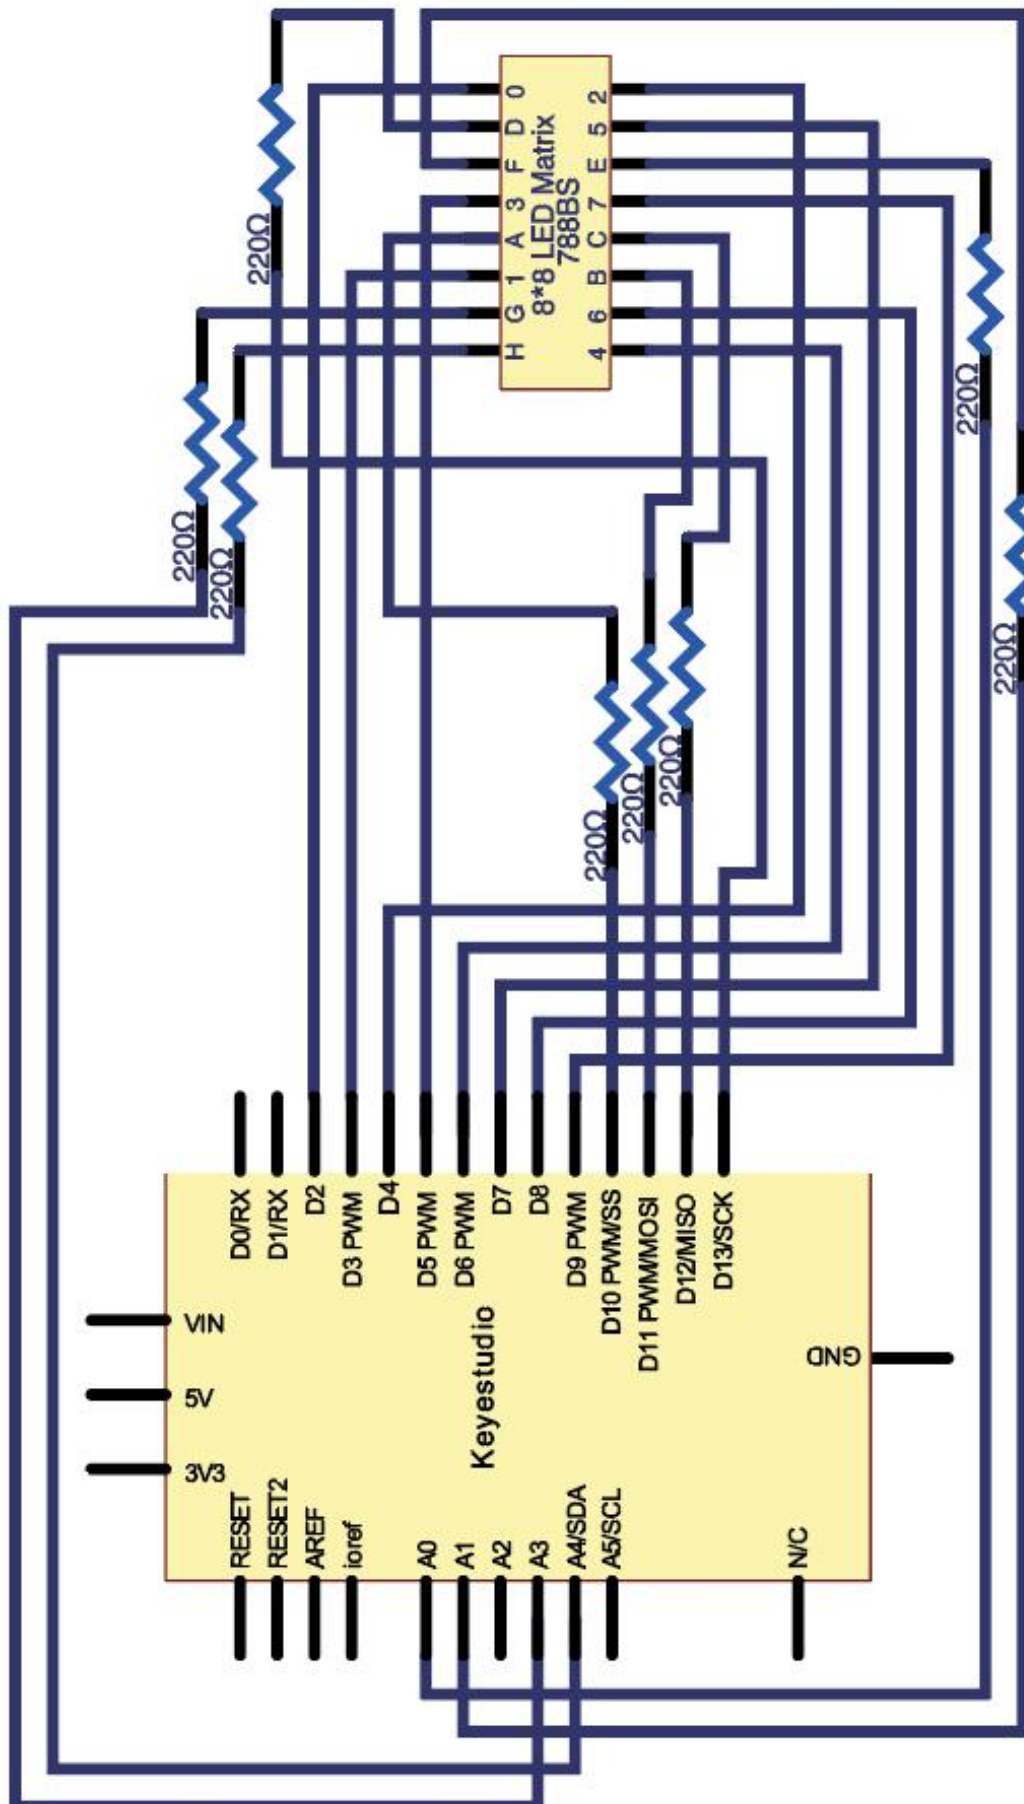 0
D
F
3
A
1
G
H
8*8 LED Matrix
788BS
2
5
E
7
C
B
6
4
220Ω
220Ω
220Ω
220Ω
220Ω
220Ω
220Ω
220Ω
D0/RX
D1/RX
D2
D3 PWM
D4
D5 PWM
D6 PWM
D7
D8
D9 PWM
D10 PWM/SS
D11 PWM/MOSI
D12/MISO
D13/SCK
VIN
5V
3V3
Keyestudio
GND
RESET
RESET2
AREF
ioref
A0
A1
A2
A3
A4/SDA
A5/SCL
N/C